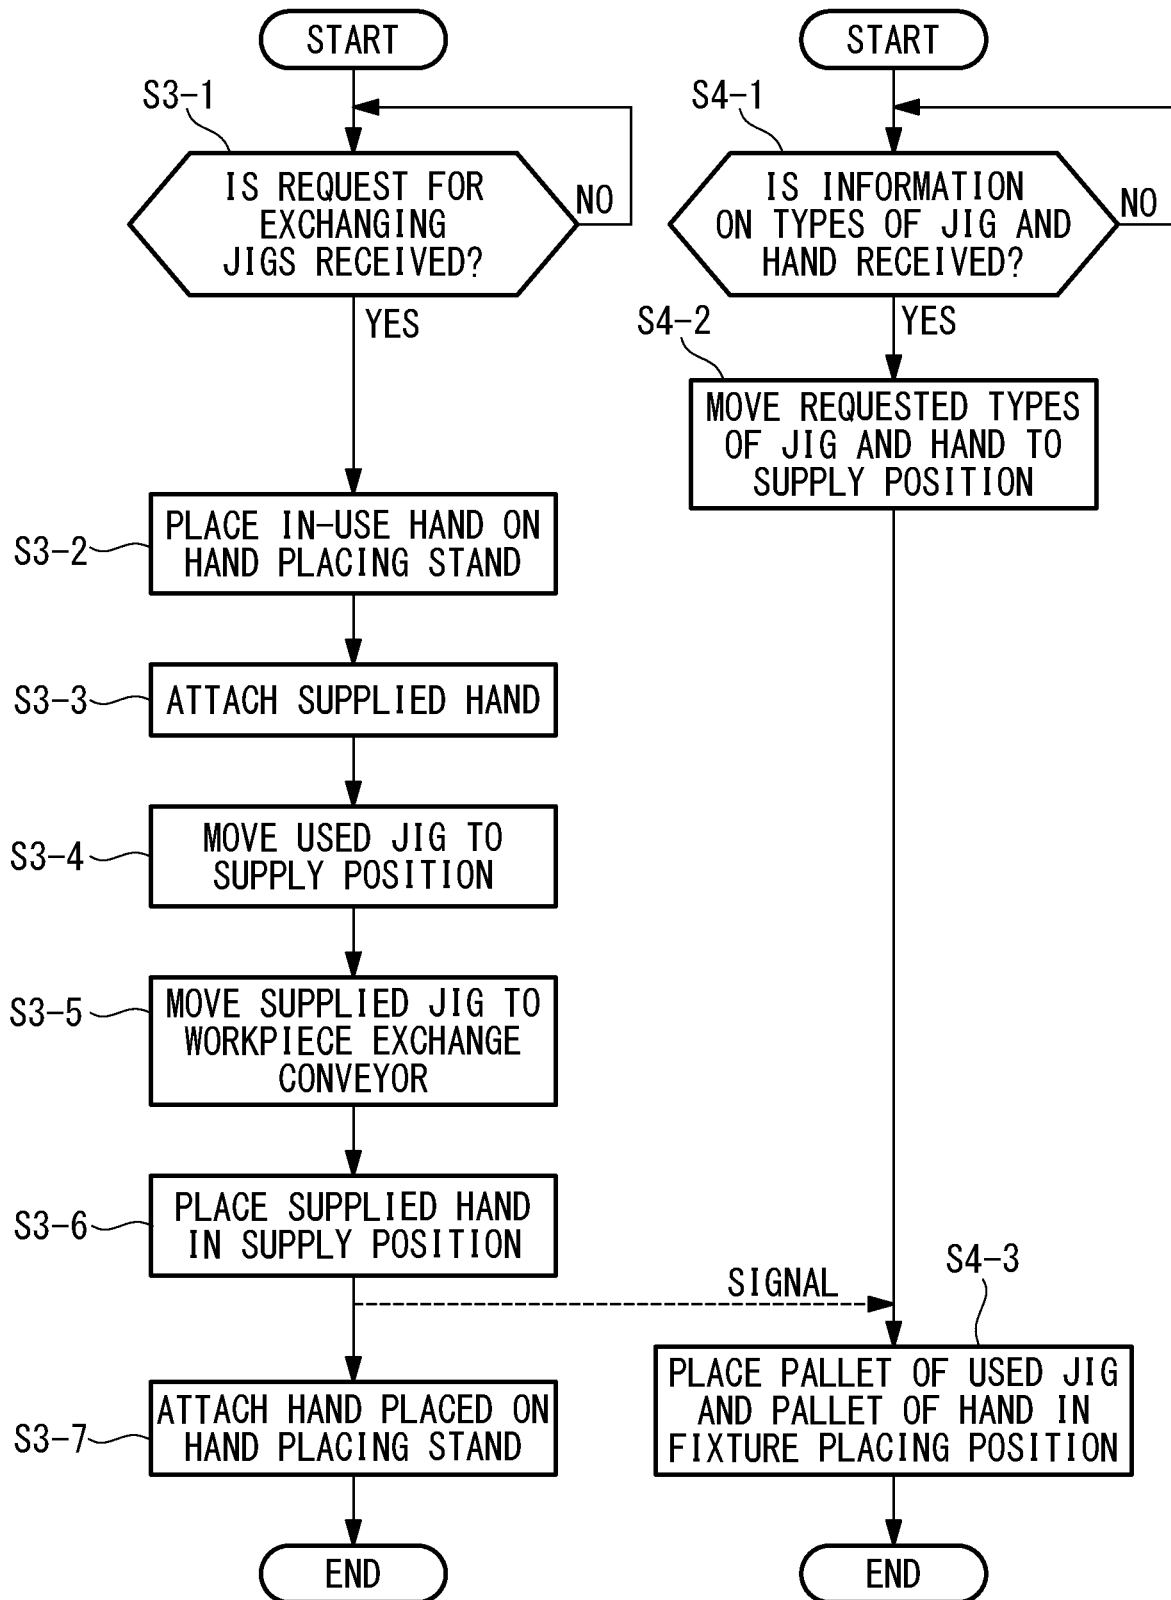 START
S3-1
IS REQUEST FOR
EXCHANGING
JIGS RECEIVED?
NO
YES
S3-2
PLACE IN-USE HAND ON
HAND PLACING STAND
S3-3
ATTACH SUPPLIED HAND
S3-4
MOVE USED JIG TO
SUPPLY POSITION
S3-5
MOVE SUPPLIED JIG TO
WORKPIECE EXCHANGE
CONVEYOR
S3-6
PLACE SUPPLIED HAND
IN SUPPLY POSITION
SIGNAL
S3-7
ATTACH HAND PLACED ON
HAND PLACING STAND
END
START
S4-1
IS INFORMATION
ON TYPES OF JIG AND
HAND RECEIVED?
NO
YES
S4-2
MOVE REQUESTED TYPES
OF JIG AND HAND TO
SUPPLY POSITION
S4-3
PLACE PALLET OF USED JIG
AND PALLET OF HAND IN
FIXTURE PLACING POSITION
END